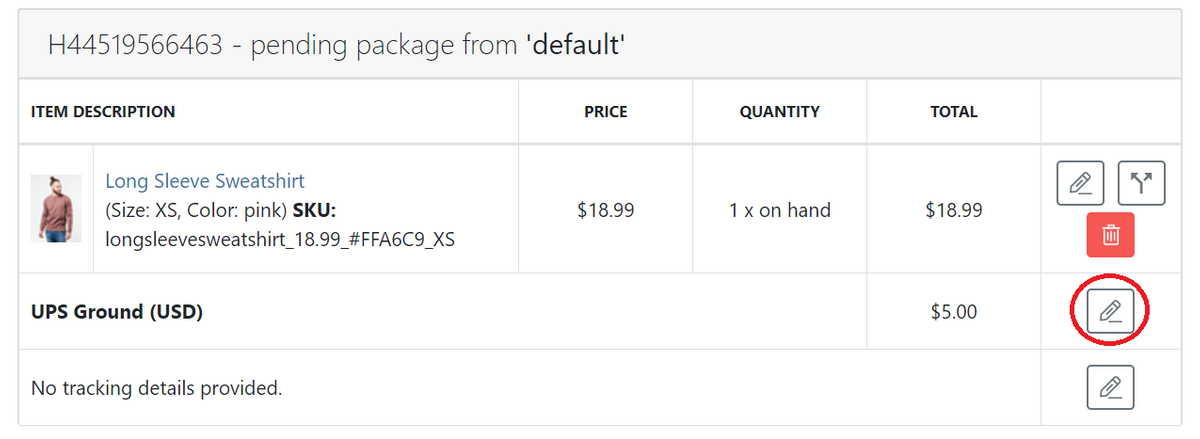 H44519566463 - pending package from 'default'
ITEM DESCRIPTION PRICE QUANTITY TOTAL
Long Sleeve Sweatshirt
(Size: XS, Color: pink) SKU: $18.99 1 x on hand $18.99
longsleevesweatshirt_18.99_#FFA6C9_XS
UPS Ground (USD) $5.00
No tracking details provided.